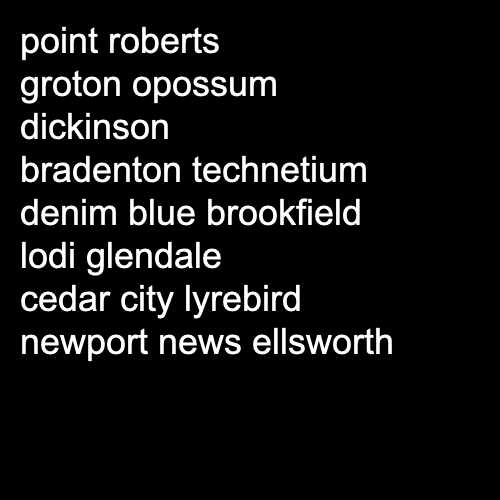 point roberts
groton opossum
dickinson
bradenton technetium
denim blue brookfield
lodi glendale
cedar city lyrebird
newport news ellsworth